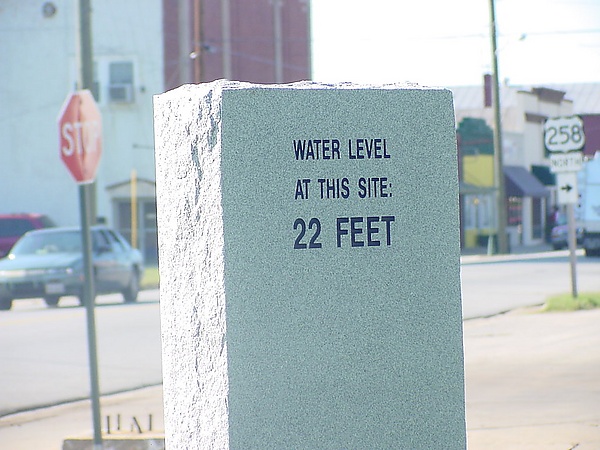 WATER LEVEL
AT THIS SITE:
22 FEET
STOP
258
NORTH